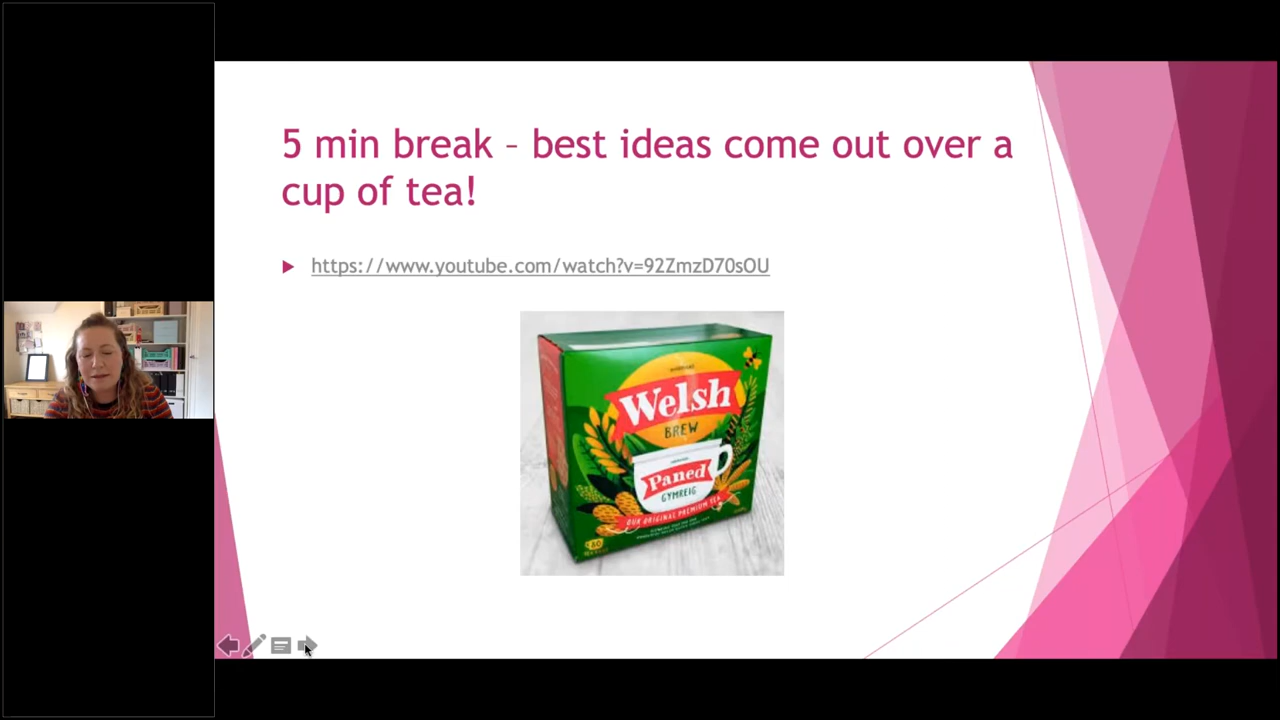 5 min break – best ideas come out over a
cup of tea!
https://www.youtube.com/watch?v=92ZmzD70sOU
Welsh
BREW
Paned
GYMREIG
OUR ORIGINAL PREMIUM TEA